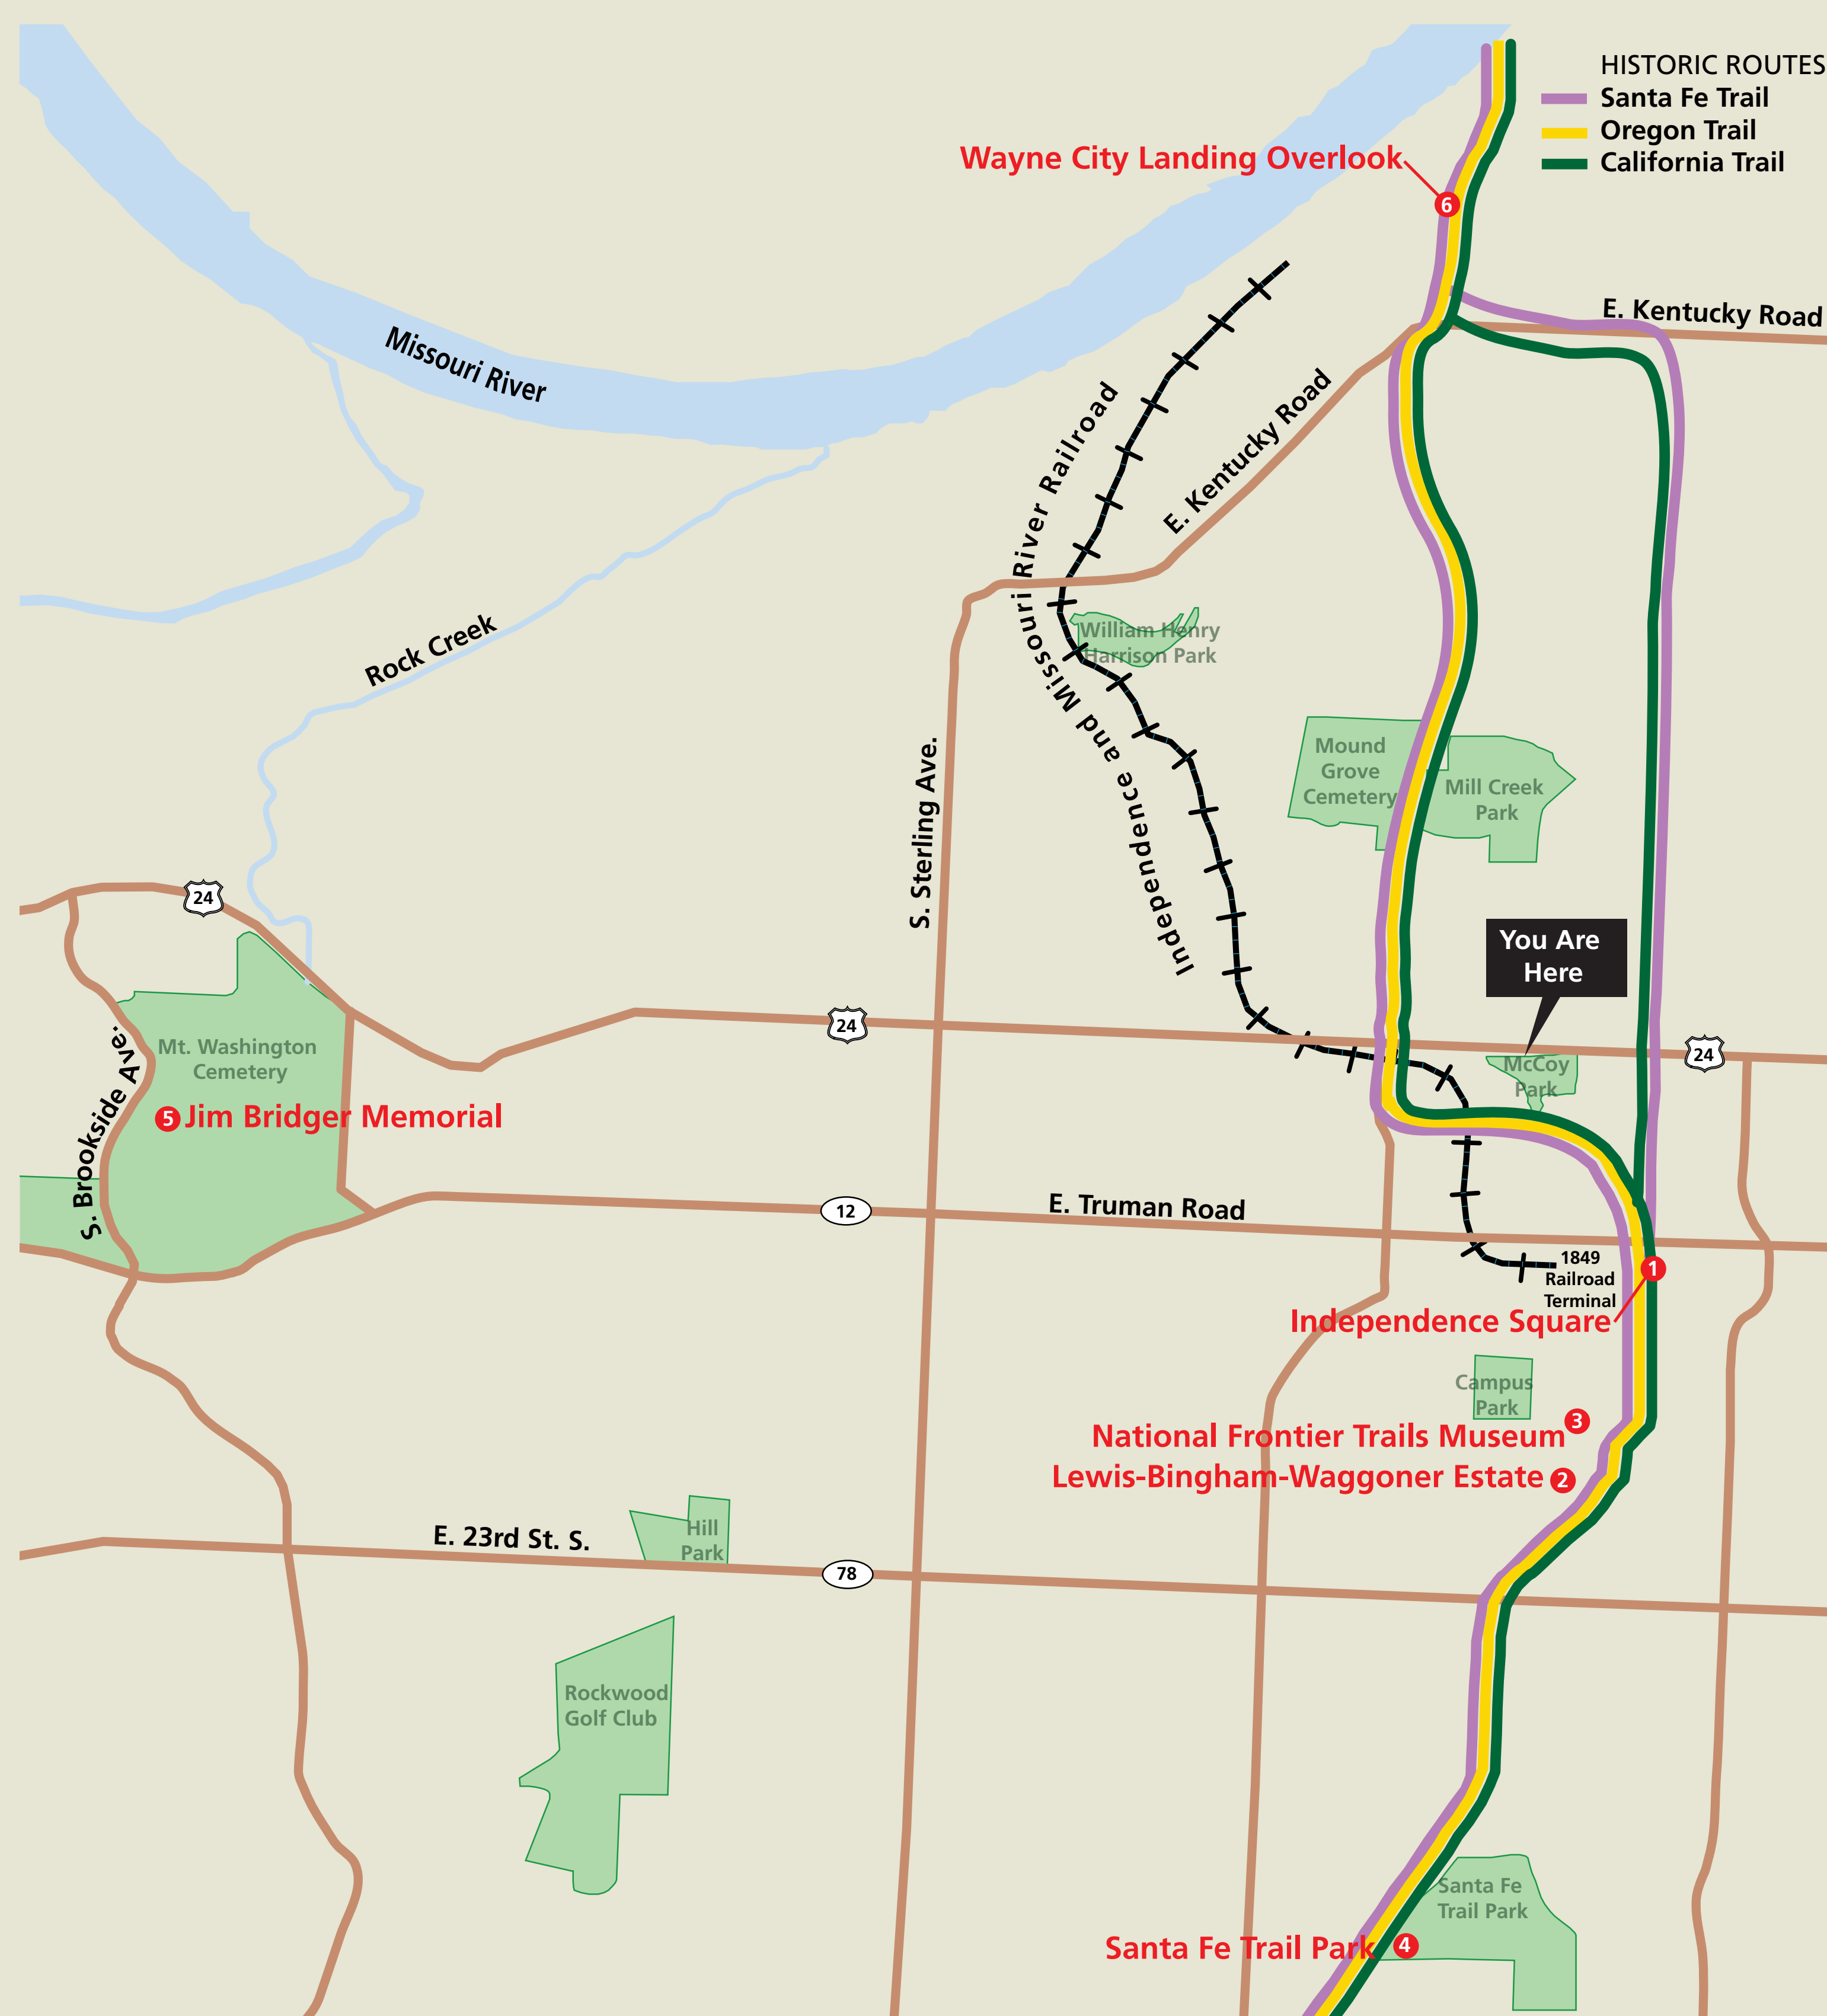 HISTORIC ROUTES
Santa Fe Trail
Oregon Trail
California Trail
Wayne City Landing Overlook
6
E. Kentucky Road
Missouri River
E. Kentucky Road
Independence and Missouri River Railroad
William Henry
Harrison Park
Rock Creek
S. Sterling Ave.
Mound
Grove
Cemetery
Mill Creek
Park
24
You Are
Here
24
24
Mt. Washington
Cemetery
McCoy
Park
S. Brookside Ave.
5 Jim Bridger Memorial
12
E. Truman Road
1849
Railroad
Terminal
1
Independence Square
Campus
Park
3
National Frontier Trails Museum
Lewis-Bingham-Waggoner Estate 2
E. 23rd St. S.
Hill
Park
78
Rockwood
Golf Club
Santa Fe
Trail Park
Santa Fe Trail Park 4